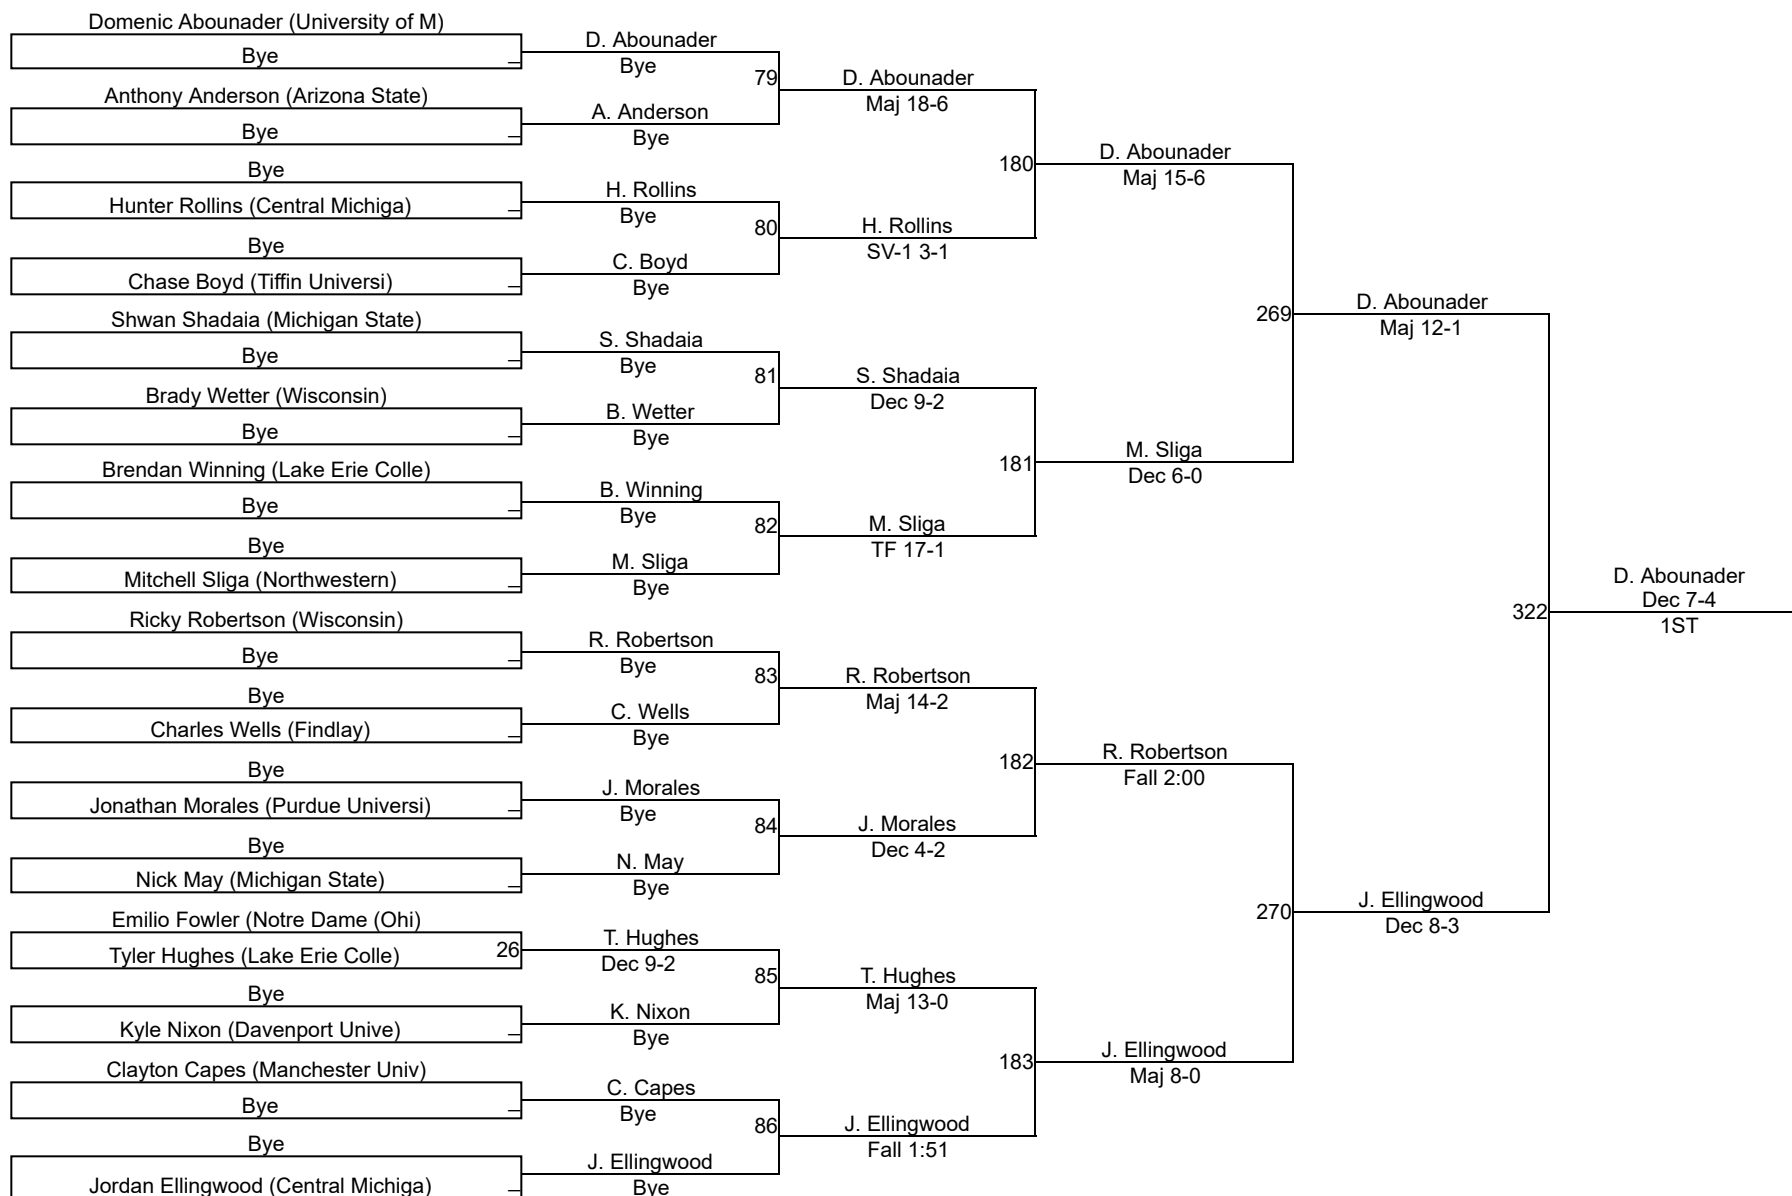 Domenic Abounader (University of M)
Bye
Anthony Anderson (Arizona State)
Bye
Bye
Hunter Rollins (Central Michiga)
Bye
Chase Boyd (Tiffin Universi)
Shwan Shadaia (Michigan State)
Bye
Brady Wetter (Wisconsin)
Bye
Brendan Winning (Lake Erie Colle)
Bye
Bye
Mitchell Sliga (Northwestern)
Ricky Robertson (Wisconsin)
Bye
Bye
Charles Wells (Findlay)
Bye
Jonathan Morales (Purdue Universi)
Bye
Nick May (Michigan State)
Emilio Fowler (Notre Dame (Ohi)
Tyler Hughes (Lake Erie Colle) 26
Bye
Kyle Nixon (Davenport Unive)
Clayton Capes (Manchester Univ)
Bye
Bye
Jordan Ellingwood (Central Michiga)
D. Abounader
Bye
79
A. Anderson
Bye
H. Rollins
Bye
80
C. Boyd
Bye
S. Shadaia
Bye
81
B. Wetter
Bye
B. Winning
Bye
82
M. Sliga
Bye
R. Robertson
Bye
83
C. Wells
Bye
J. Morales
Bye
84
N. May
Bye
T. Hughes
Dec 9-2
85
K. Nixon
Bye
C. Capes
Bye
86
J. Ellingwood
Bye
D. Abounader
Maj 18-6
180
H. Rollins
SV-1 3-1
S. Shadaia
Dec 9-2
181
M. Sliga
TF 17-1
R. Robertson
Maj 14-2
182
J. Morales
Dec 4-2
T. Hughes
Maj 13-0
183
J. Ellingwood
Fall 1:51
D. Abounader
Maj 15-6
269
M. Sliga
Dec 6-0
R. Robertson
Fall 2:00
270
J. Ellingwood
Maj 8-0
D. Abounader
Maj 12-1
322
J. Ellingwood
Dec 8-3
D. Abounader
Dec 7-4
1ST